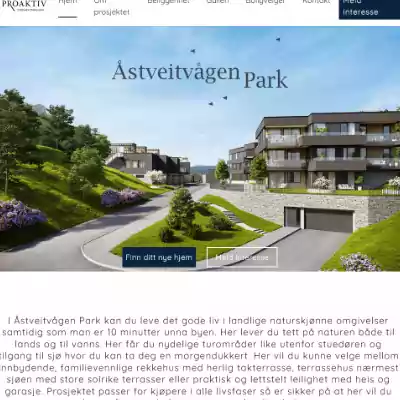 PROAKTIV
Hjem Om prosjektet Beliggenhet Galleri Boligvelger Kontakt Meld interesse
Åstveitvågen Park
Finn ditt nye hjem Meld interesse
I Åstveitvågen Park kan du leve det gode liv i landlige naturskjønne omgivelser
samtidig som man er 10 minutter unna byen. Her lever du tett på naturen både til
lands og til vanns. Her får du nydelige turområder like utenfor stuedøren og
tilgang til sjø hvor du kan ta deg en morgendukkert. Her vil du kunne velge mellom
innbydende, familievennlige rekkehus med herlig takterrasse, terrassehus nærmest
sjøen med store solrike terrasser eller praktisk og lettstelt leilighet med heis og
garasje. Prosjektet passer for kjøpere i alle livsfaser så er sikker på at her vil du